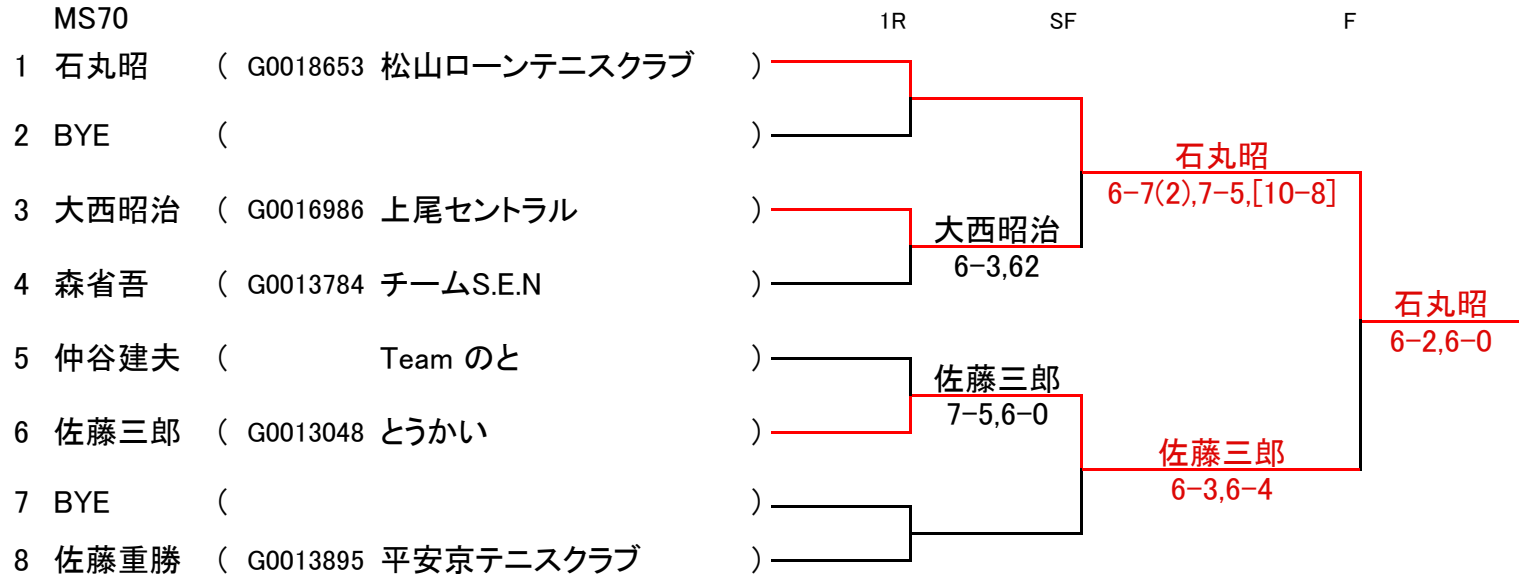 MS70 1R SF F
1 石丸昭 ( G0018653 松山ローンテニスクラブ )
2 BYE ( )
石丸昭
6-7(2),7-5,[10-8]
3 大西昭治 ( G0016986 上尾セントラル )
大西昭治
6-3,62
4 森省吾 ( G0013784 チームS.E.N )
石丸昭
6-2,6-0
5 仲谷建夫 ( Team のと )
佐藤三郎
7-5,6-0
6 佐藤三郎 ( G0013048 とうかい )
佐藤三郎
6-3,6-4
7 BYE ( )
8 佐藤重勝 ( G0013895 平安京テニスクラブ )